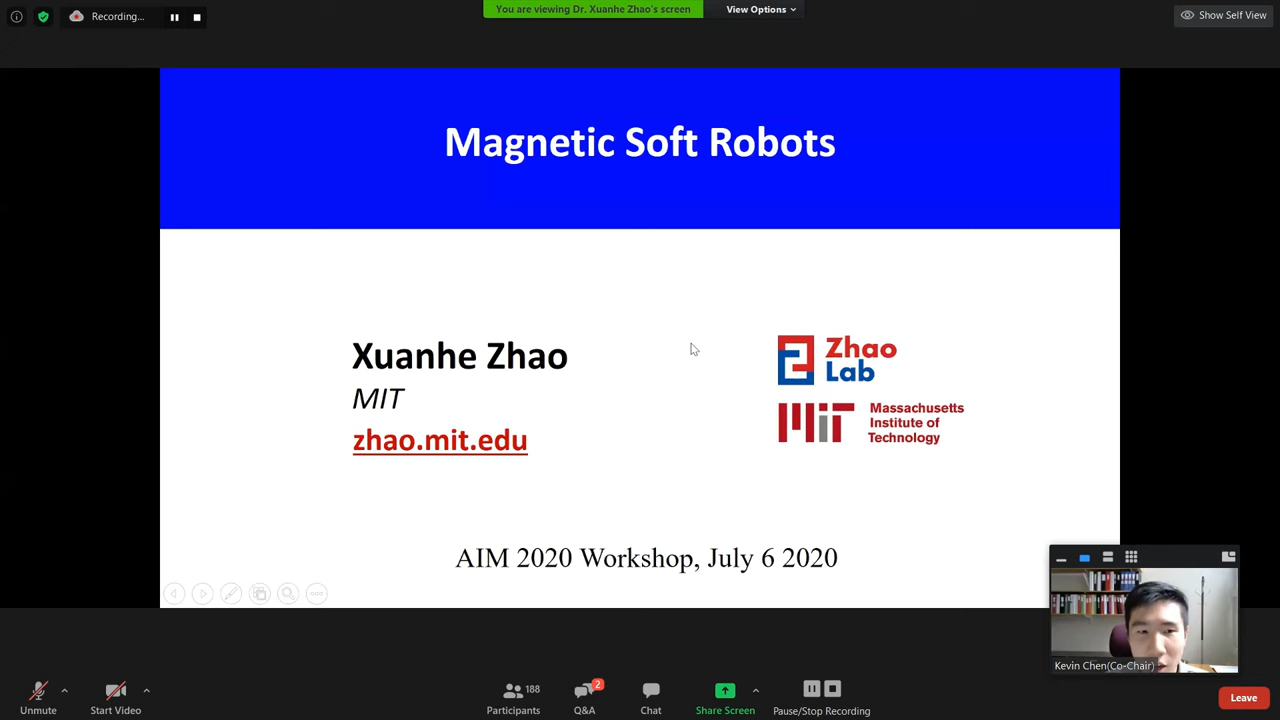 Recording...
You are viewing Dr. Xuanhe Zhao's screen
View Options
Show Self View
Magnetic Soft Robots
Xuanhe Zhao
MIT
zhao.mit.edu
Zhao
Lab
MIT
Massachusetts
Institute of
Technology
AIM 2020 Workshop, July 6 2020
Kevin Chen(Co-Chair)
Unmute
Start Video
188
Participants
2
Q&A
Chat
Share Screen
Pause/Stop Recording
Leave